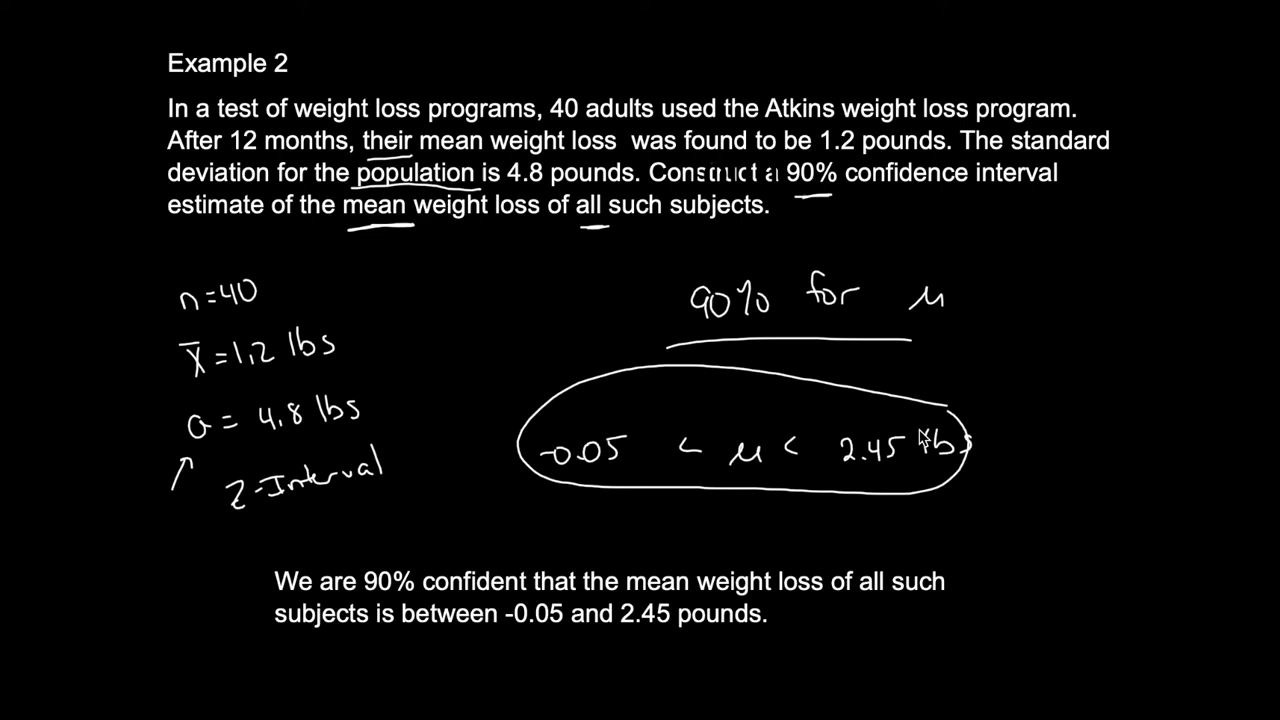 Example 2
In a test of weight loss programs, 40 adults used the Atkins weight loss program.
After 12 months, their mean weight loss was found to be 1.2 pounds. The standard
deviation for the population is 4.8 pounds. Construct a 90% confidence interval
estimate of the mean weight loss of all such subjects.
n=40
x̄=1.2 lbs
σ = 4.8 lbs
Z-Interval
90% for μ
-0.05 < μ < 2.45 lbs
We are 90% confident that the mean weight loss of all such
subjects is between -0.05 and 2.45 pounds.